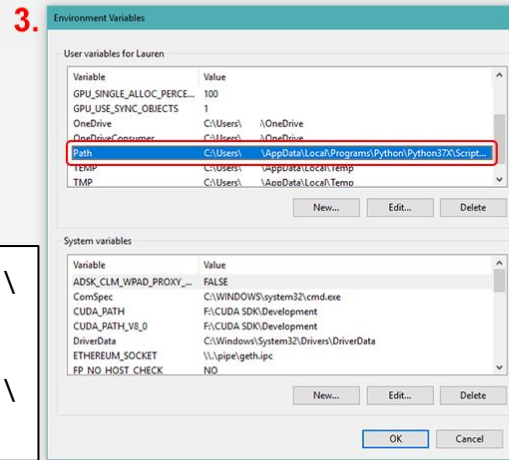 3.
Environment Variables
User variables for Lauren
Variable Value
GPU_SINGLE_ALLOC_PERCE... 100
GPU_USE_SYNC_OBJECTS 1
OneDrive C:\Users\ \OneDrive
OneDriveConsumer C:\Users\ \OneDrive
Path C:\Users\ \AppData\Local\Programs\Python\Python37X\Script...
TEMP C:\Users\ \AppData\Local\Temp
TMP C:\Users\ \AppData\Local\Temp
New... Edit... Delete
System variables
Variable Value
ADSK_CLM_WPAD_PROXY_... FALSE
\
ComSpec C:\WINDOWS\system32\cmd.exe
CUDA_PATH F:\CUDA SDK\Development
CUDA_PATH_V8_0 F:\CUDA SDK\Development
DriverData C:\Windows\System32\Drivers\DriverData
ETHEREUM_SOCKET \\.\pipe\geth.ipc
FP_NO_HOST_CHECK NO
\
New... Edit... Delete
OK Cancel